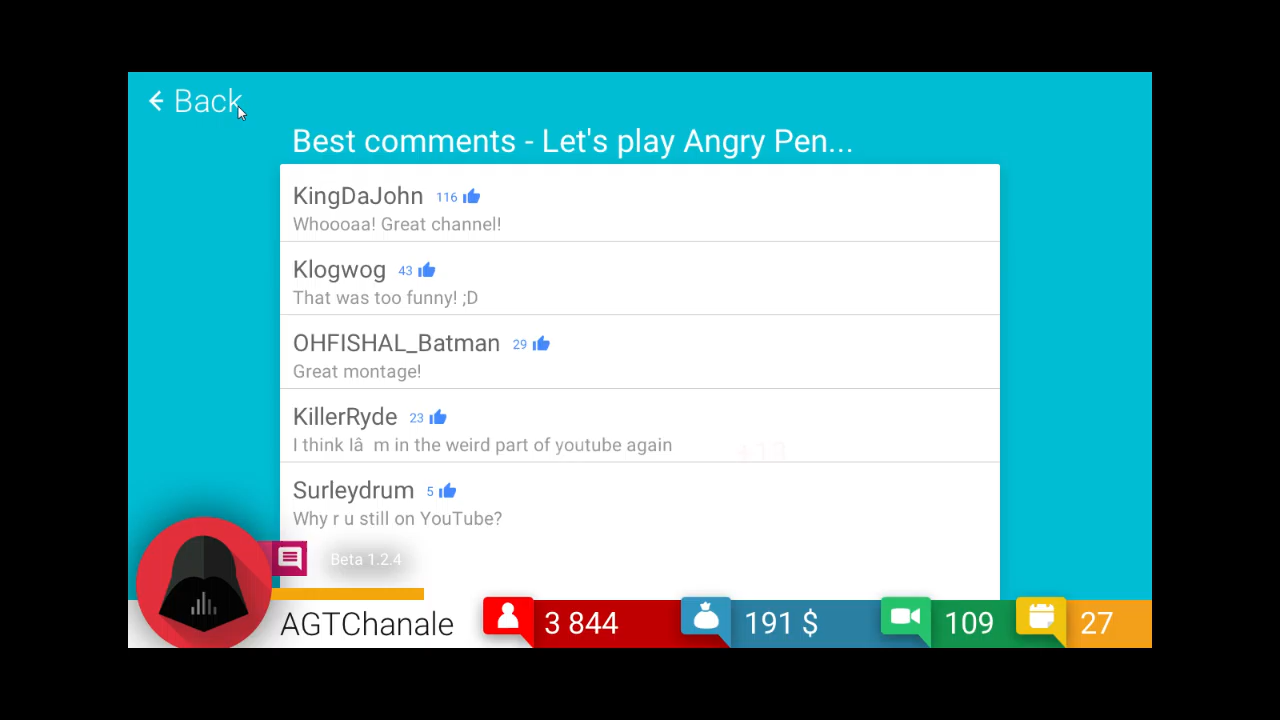 Back
Best comments - Let's play Angry Pen...
KingDaJohn 116
Whoooaa! Great channel!
Klogwog 43
That was too funny! ;D
OHFISHAL_Batman 29
Great montage!
KillerRyde 23
I think Iâ m in the weird part of youtube again
Surleydrum 5
Why r u still on YouTube?
Beta 1.2.4
AGTChanale 3 844 191 $ 109 27